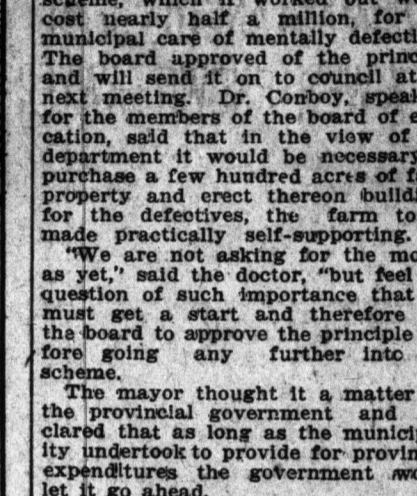 scheme, which if worked out w
cost nearly half a million, for
municipal care of mentally defecti
The board approved of the princ
and will send it on to council at
next meeting. Dr. Conboy, speak
for the members of the board of e
cation, said that in the view of
department it would be necessary
purchase a few hundred acres of f
property and erect thereon build
for the defectives, the farm to
made practically self-supporting.
"We are not asking for the mo
as yet," said the doctor, "but feel
question of such importance that
must get a start and therefore
the board to approve the principle
fore going any further into
scheme.
The mayor thought it a matter
the provincial government and
clared that as long as the municip
ity undertook to provide for provin
expenditures the government wo
let it go ahead.